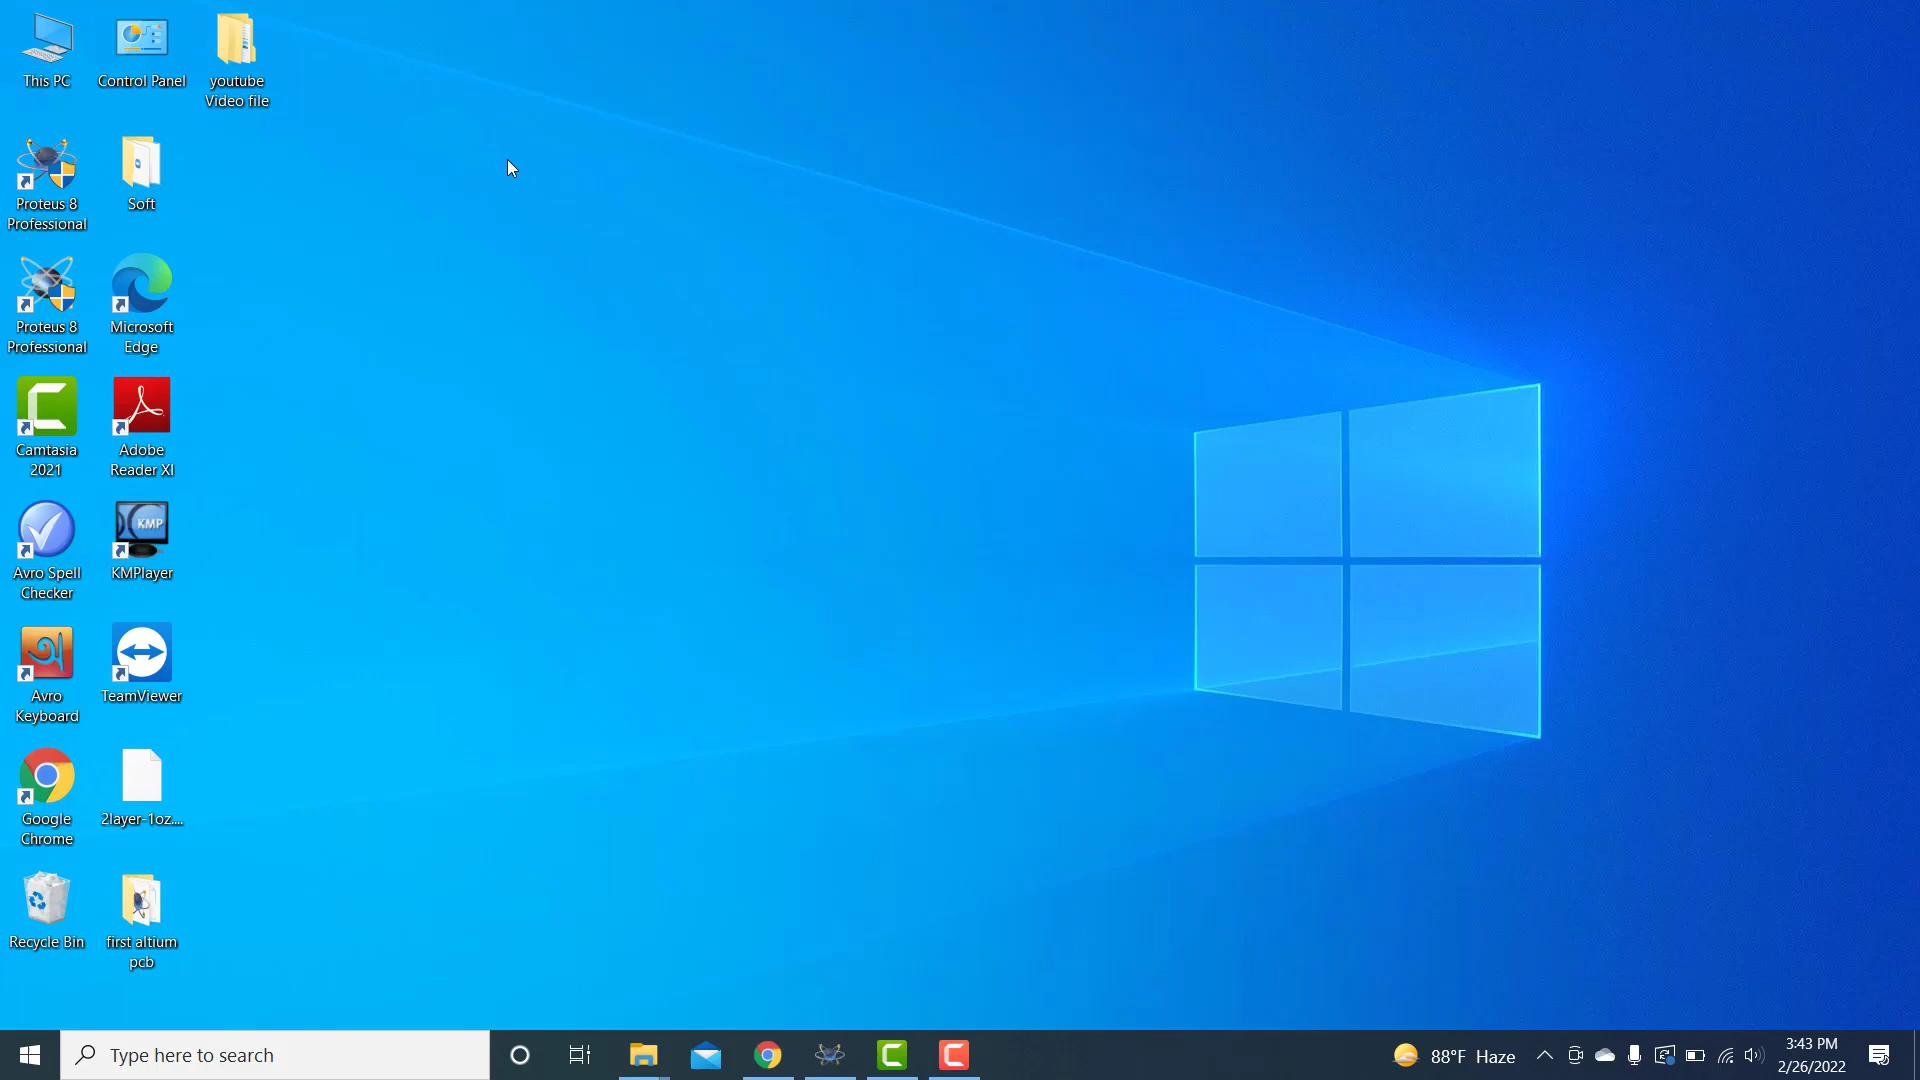 This PC
Control Panel
youtube
Video file
Proteus 8
Professional
Soft
Proteus 8
Professional
Microsoft
Edge
Camtasia
2021
Adobe
Reader XI
Avro Spell
Checker
KMP
KMPlayer
অ
Avro
Keyboard
TeamViewer
Google
Chrome
2layer-1oz....
Recycle Bin
first altium
pcb
Type here to search
88°F Haze
3:43 PM
2/26/2022